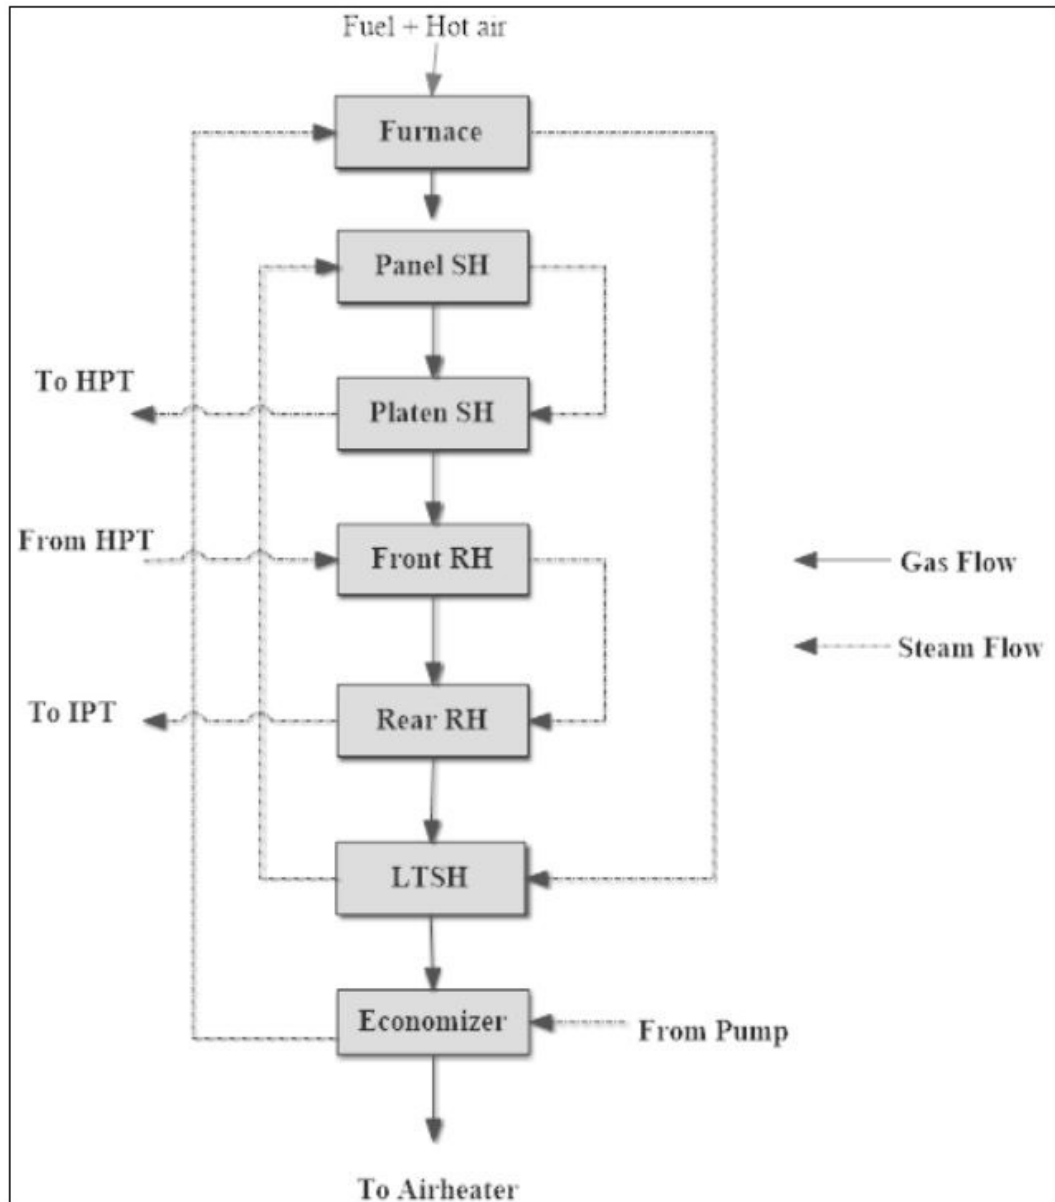 Fuel + Hot air
Furnace
Panel SH
To HPT
Platen SH
From HPT
Front RH
Gas Flow
Steam Flow
To IPT
Rear RH
LTSH
Economizer
From Pump
To Airheater